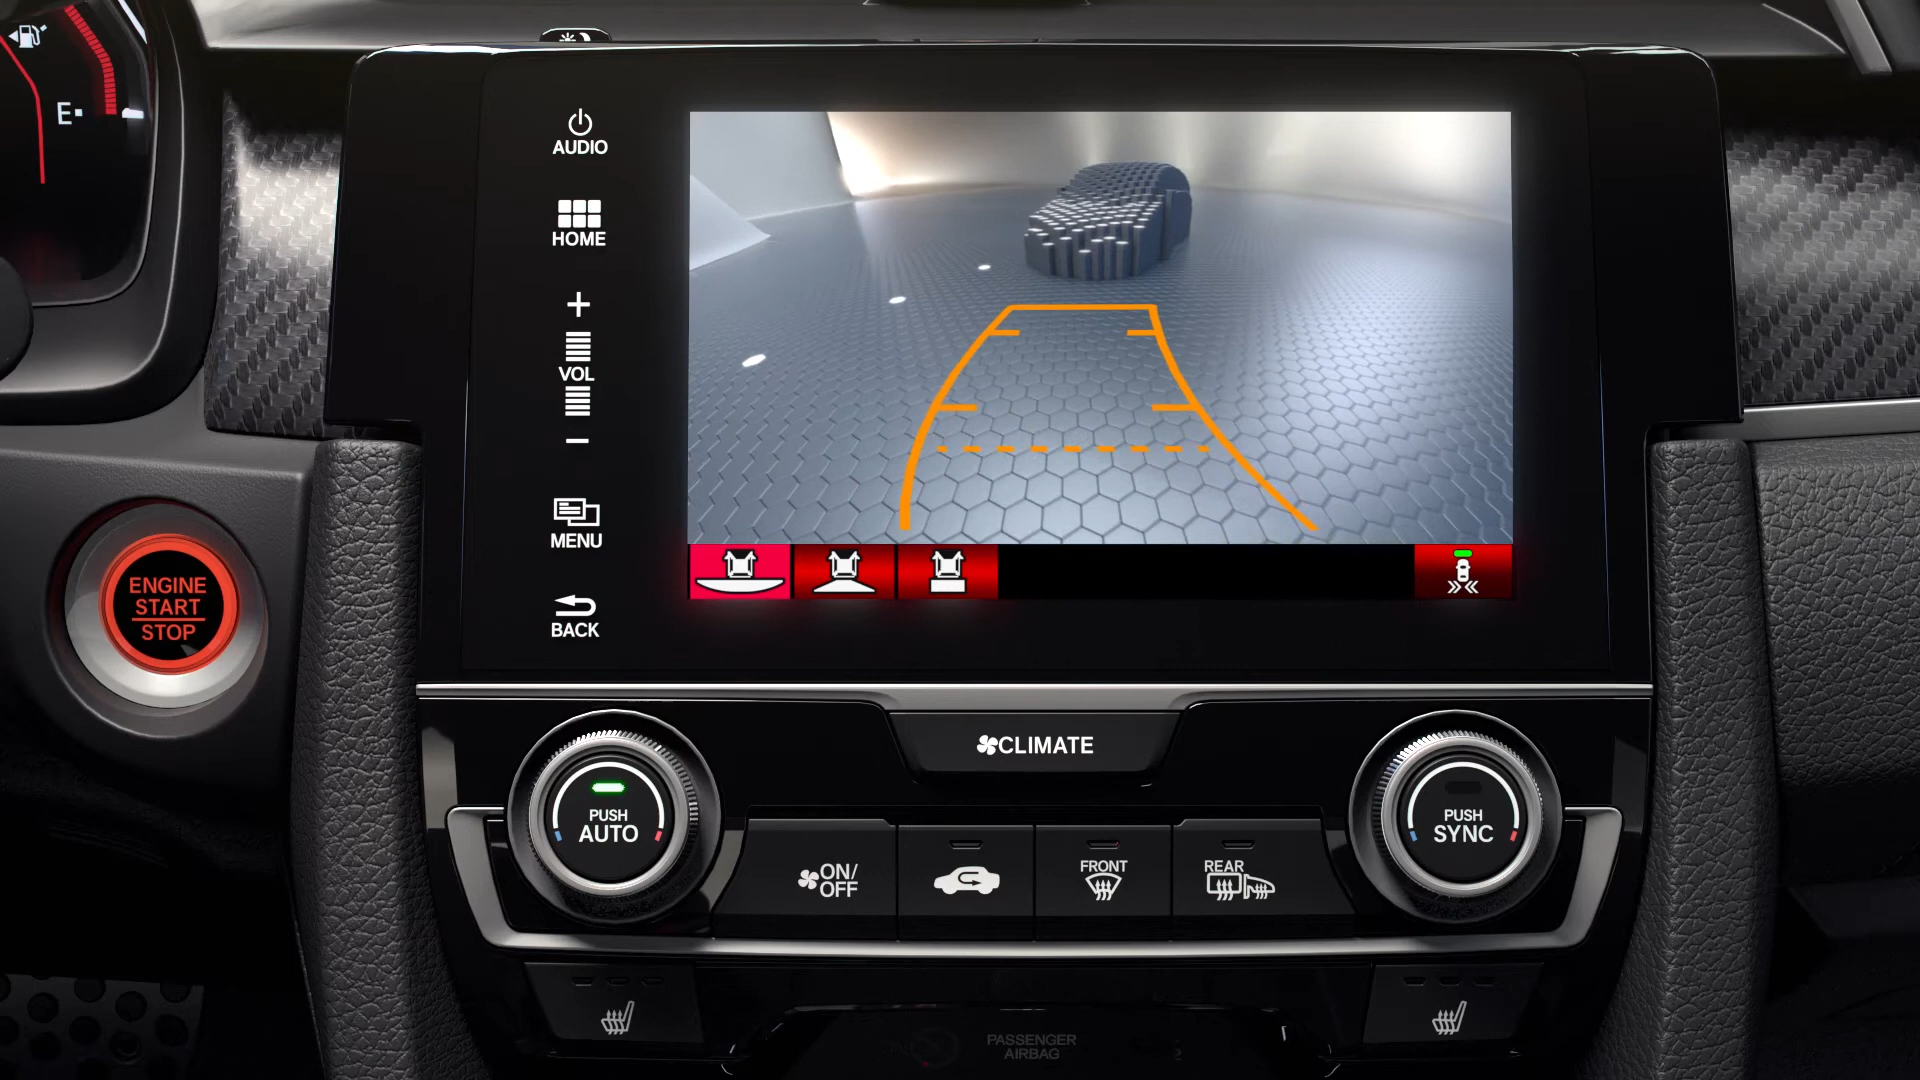 E
AUDIO
HOME
+
VOL
−
MENU
BACK
ENGINE
START
STOP
CLIMATE
PUSH
AUTO
ON/
OFF
FRONT
REAR
PUSH
SYNC
PASSENGER
AIRBAG